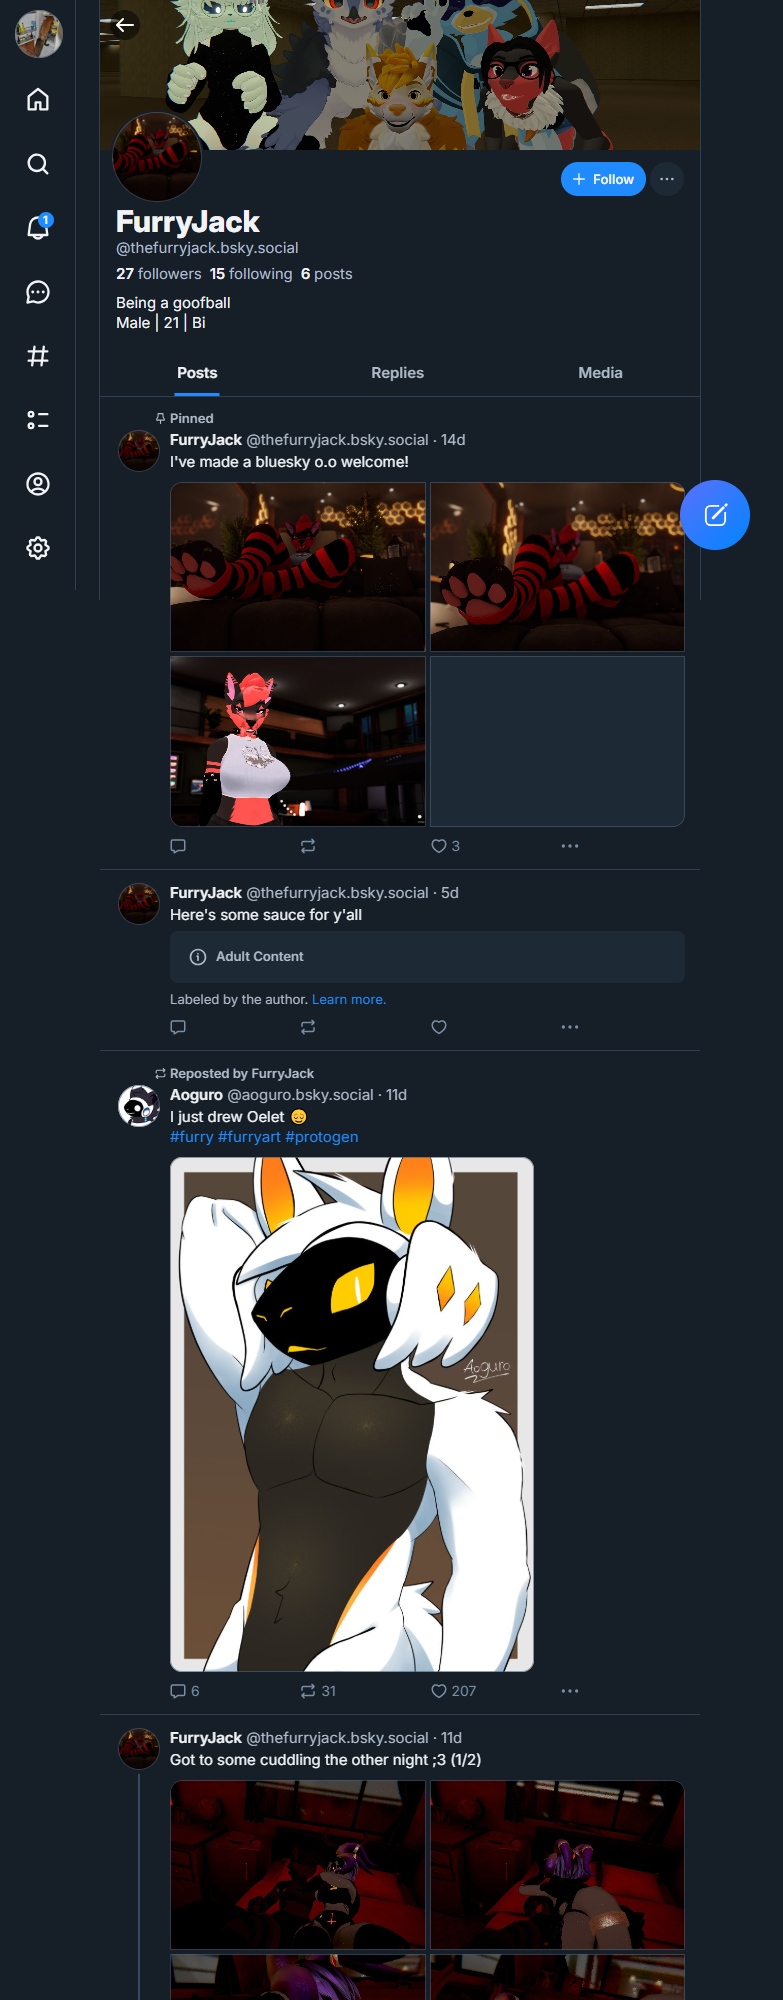 + Follow
FurryJack
@thefurryjack.bsky.social
27 followers 15 following 6 posts
Being a goofball
Male | 21 | Bi
Posts Replies Media
Pinned
FurryJack @thefurryjack.bsky.social · 14d
I've made a bluesky o.o welcome!
3
FurryJack @thefurryjack.bsky.social · 5d
Here's some sauce for y'all
Adult Content
Labeled by the author. Learn more.
Reposted by FurryJack
Aoguro @aoguro.bsky.social · 11d
I just drew Oelet 😌
#furry #furryart #protogen
Aoguro
6 31 207
FurryJack @thefurryjack.bsky.social · 11d
Got to some cuddling the other night ;3 (1/2)
1